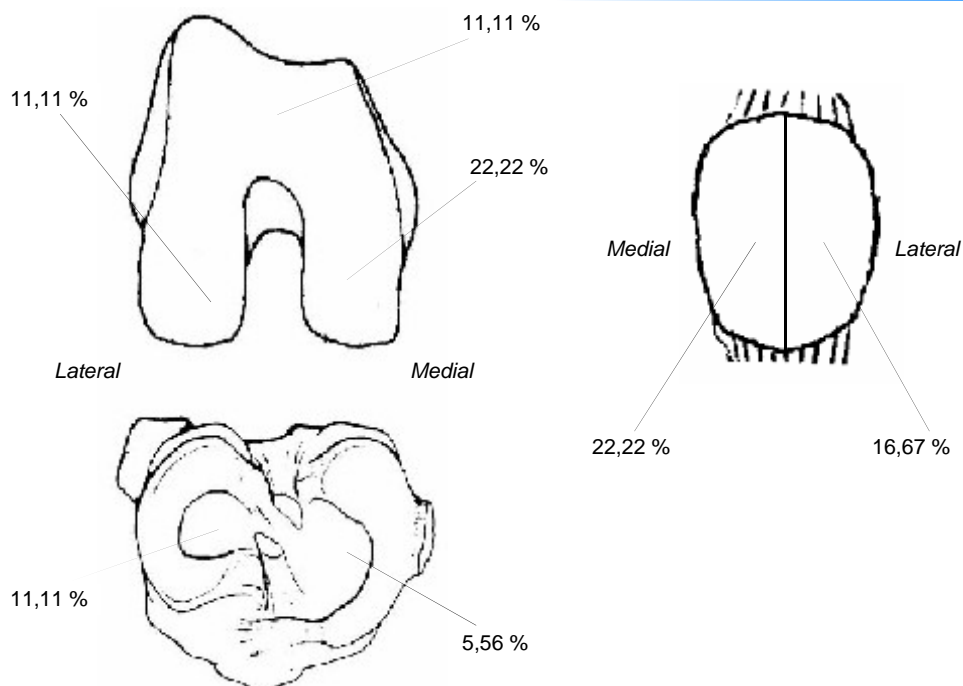 11,11 %
11,11 %
22,22 %
Medial
Lateral
Lateral
Medial
22,22 %
16,67 %
11,11 %
5,56 %